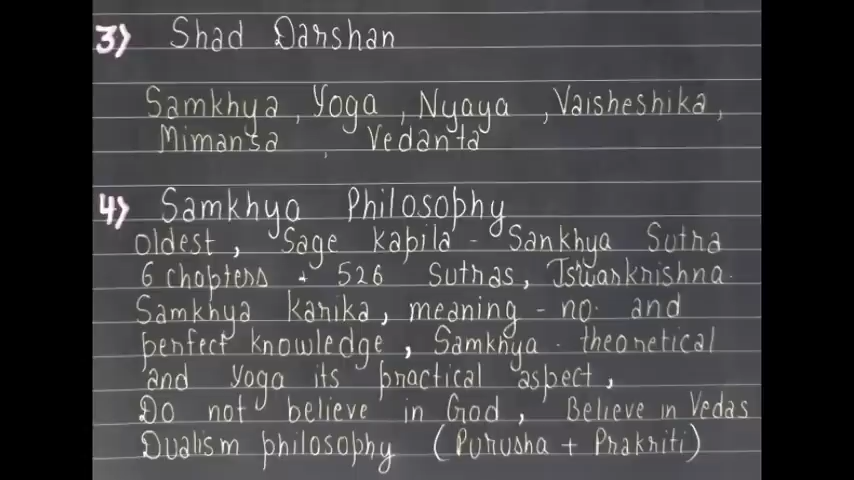 3) Shad Darshan
Samkhya, Yoga, Nyaya, Vaisheshika,
Mimansa, Vedanta
4) Samkhya Philosophy
oldest, Sage kapila - Sankhya Sutra
6 chapters + 526 Sutras, Iswarkrishna.
Samkhya karika, meaning - no. and
perfect knowledge, Samkhya - theoretical
and yoga its practical aspect,
Do not believe in God, Believe in Vedas
Dualism philosophy (Purusha + Prakriti)